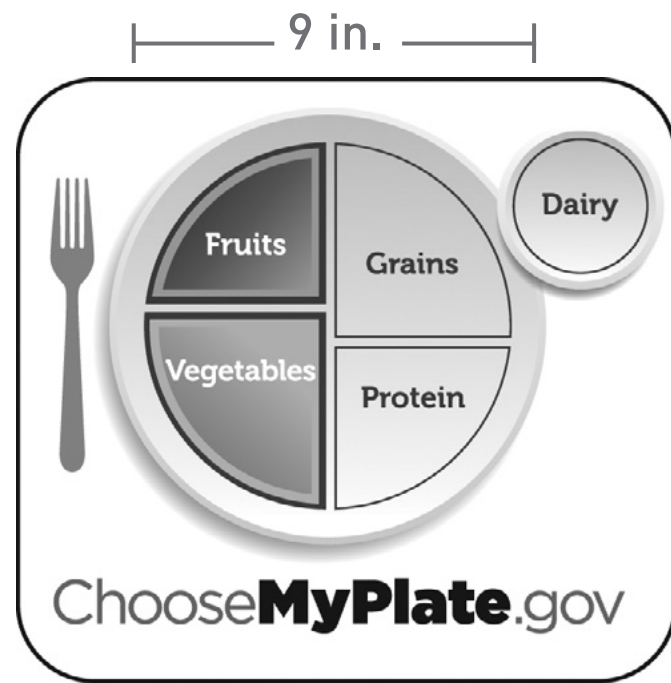 9 in.
Dairy
Fruits
Grains
Vegetables
Protein
ChooseMyPlate.gov